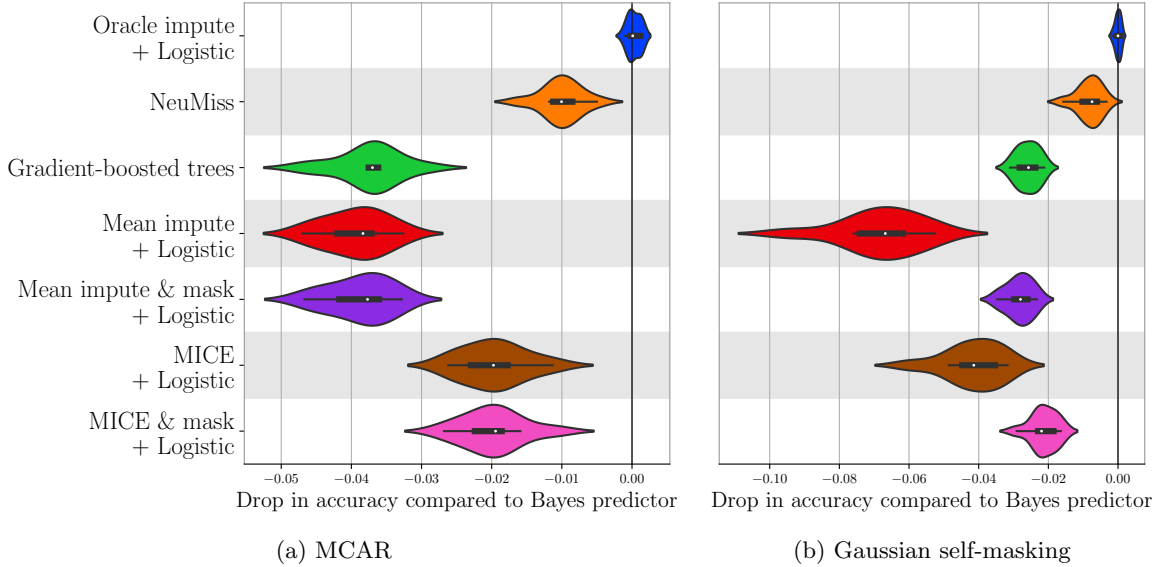 Oracle impute
+ Logistic
NeuMiss
Gradient-boosted trees
Mean impute
+ Logistic
Mean impute & mask
+ Logistic
MICE
+ Logistic
MICE & mask
+ Logistic
−0.05 −0.04 −0.03 −0.02 −0.01 0.00
Drop in accuracy compared to Bayes predictor
(a) MCAR
−0.10 −0.08 −0.06 −0.04 −0.02 0.00
Drop in accuracy compared to Bayes predictor
(b) Gaussian self-masking